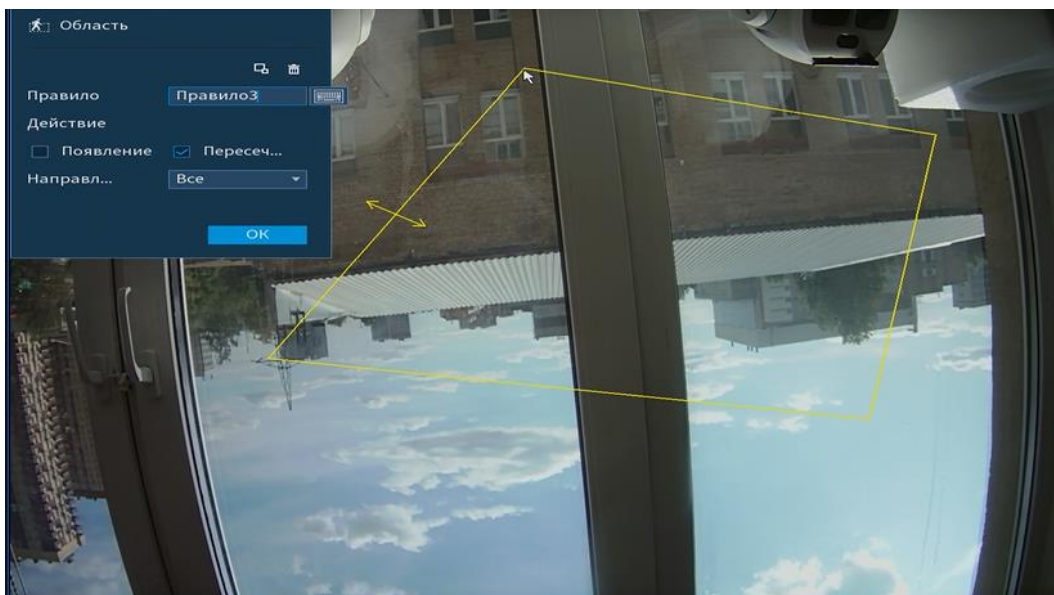 Область
Правило Правило3
Действие
Появление Пересеч...
Направл... Все
OK